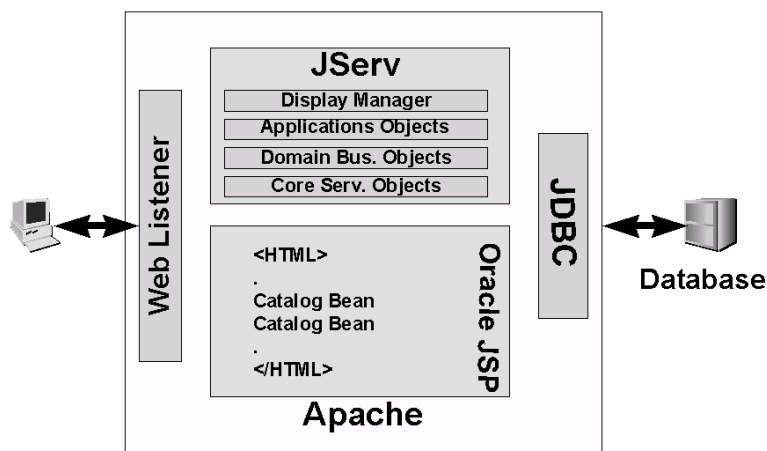 JServ
Display Manager
Applications Objects
Domain Bus. Objects
Core Serv. Objects
Web Listener
<HTML>
.
Catalog Bean
Catalog Bean
.
</HTML>
Oracle JSP
JDBC
Database
Apache